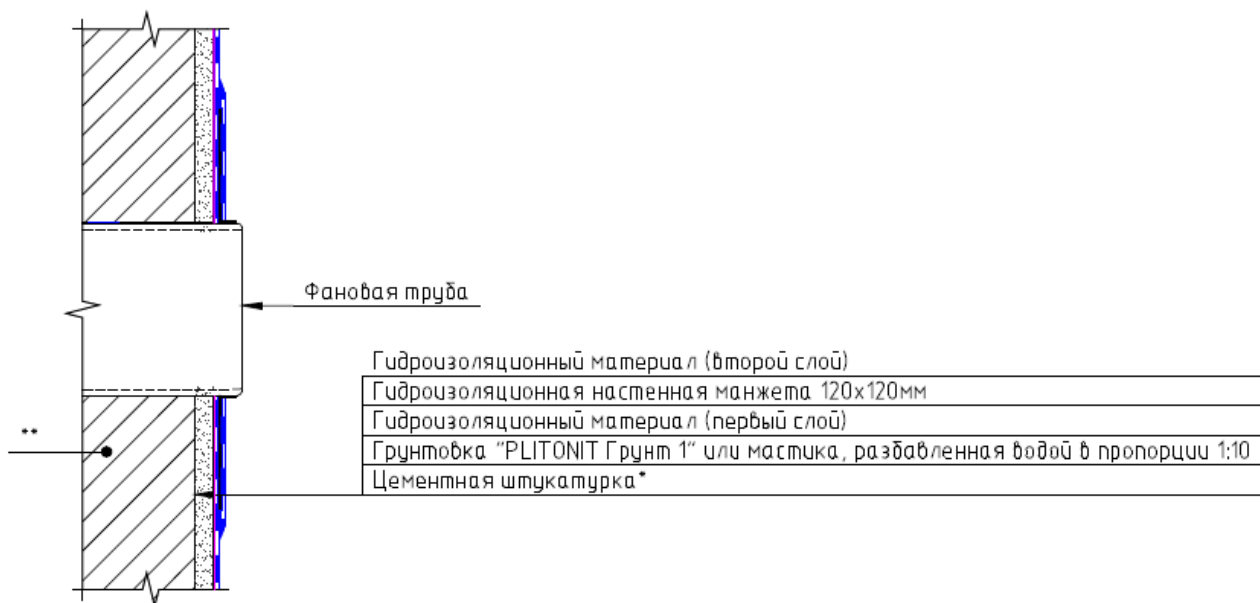 Фановая труба
Гидроизоляционный материал (второй слой)
Гидроизоляционная настенная манжета 120х120мм
Гидроизоляционный материал (первый слой)
Грунтовка "PLITONIT Грунт 1" или мастика, разбавленная водой в пропорции 1:10
Цементная штукатурка*
**